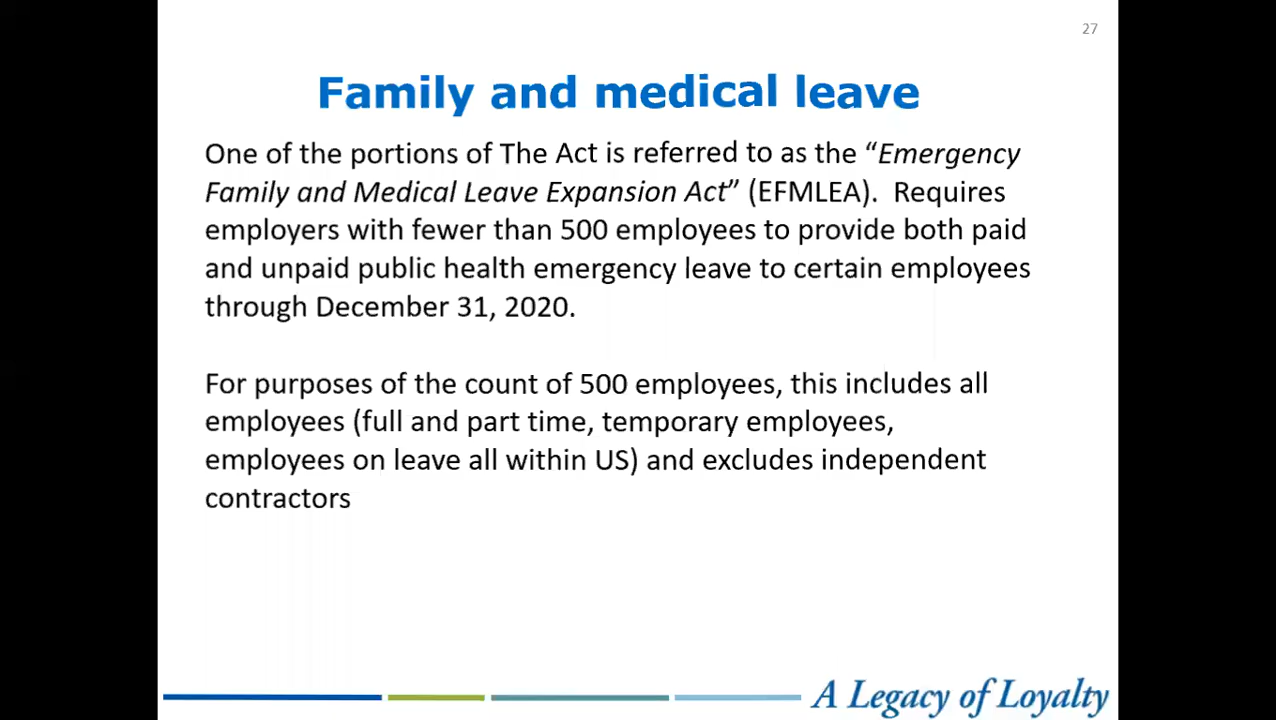 27
Family and medical leave
One of the portions of The Act is referred to as the “Emergency
Family and Medical Leave Expansion Act” (EFMLEA).  Requires
employers with fewer than 500 employees to provide both paid
and unpaid public health emergency leave to certain employees
through December 31, 2020.
For purposes of the count of 500 employees, this includes all
employees (full and part time, temporary employees,
employees on leave all within US) and excludes independent
contractors
A Legacy of Loyalty